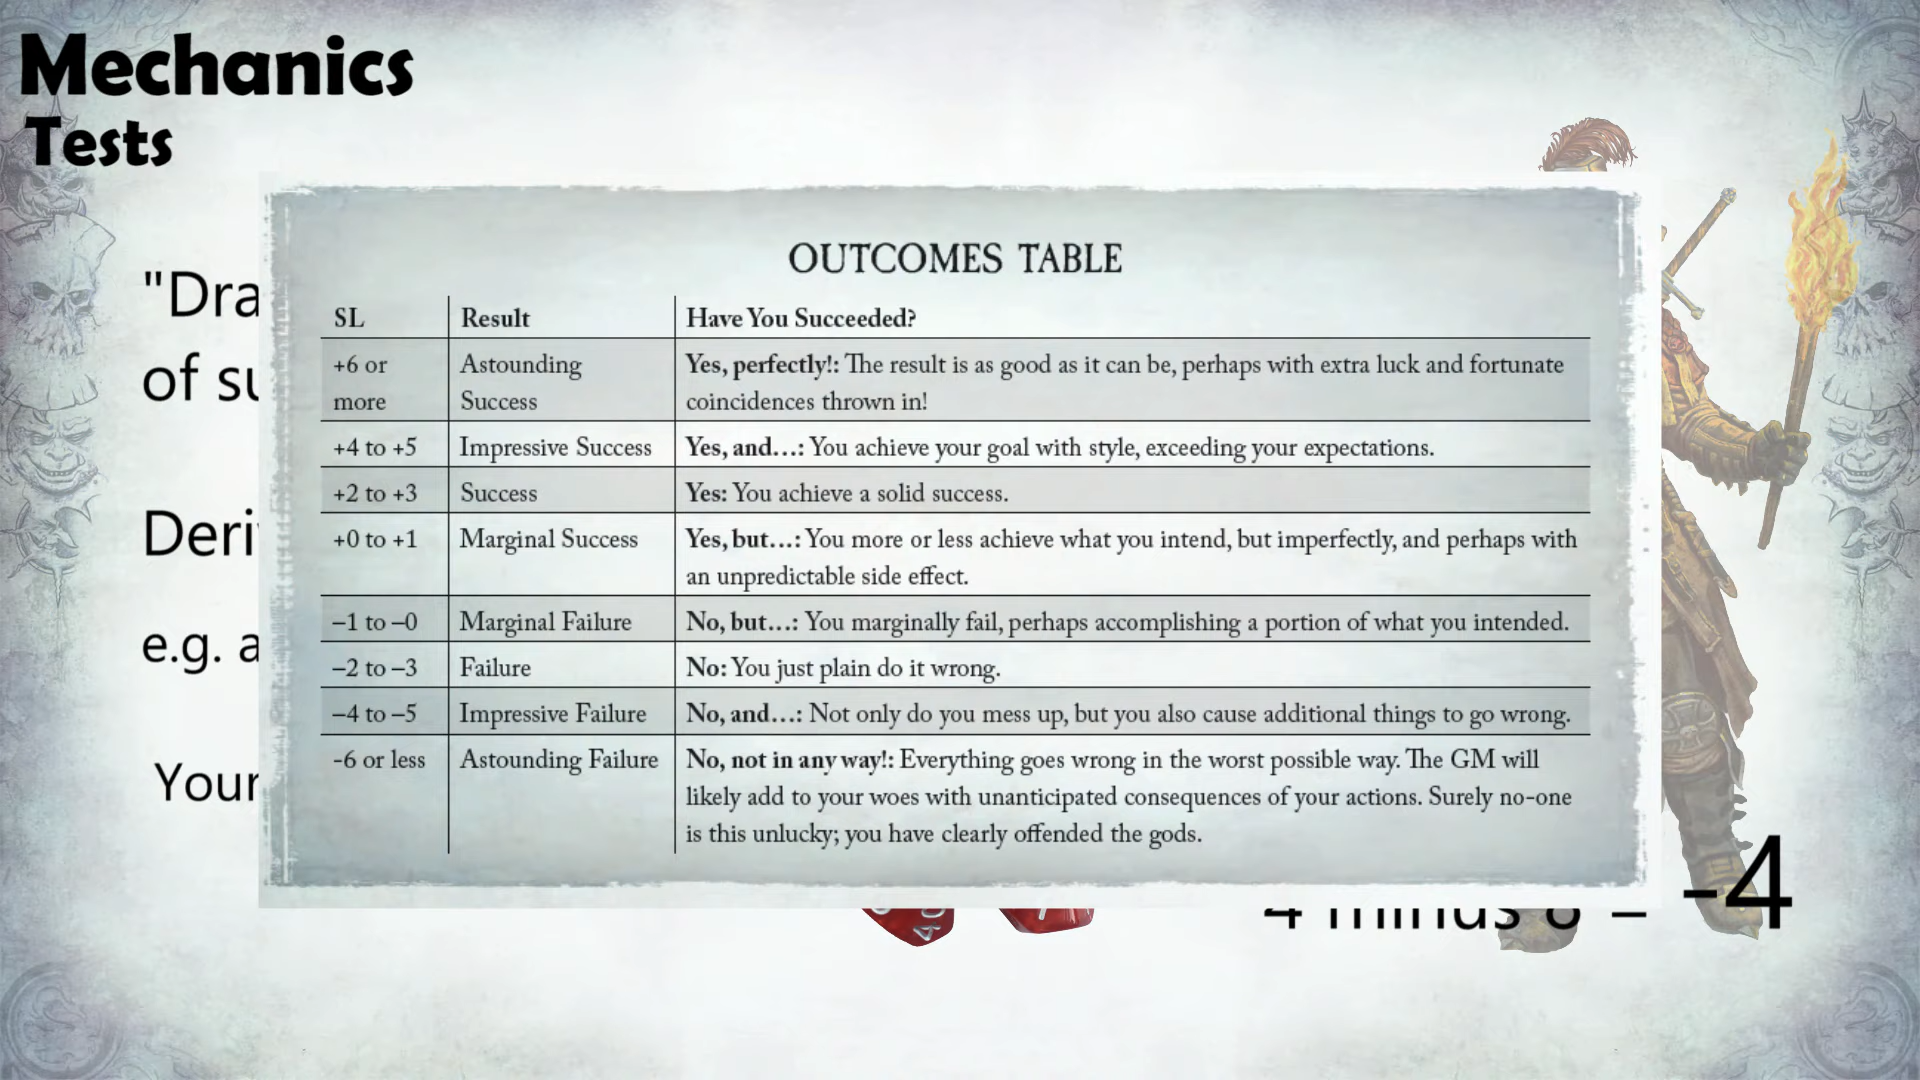 Mechanics
Tests
"Dra
of su
Deri
e.g. a
Your
OUTCOMES TABLE
SL Result Have You Succeeded?
+6 or more Astounding Success Yes, perfectly!: The result is as good as it can be, perhaps with extra luck and fortunate
coincidences thrown in!
+4 to +5 Impressive Success Yes, and…: You achieve your goal with style, exceeding your expectations.
+2 to +3 Success Yes: You achieve a solid success.
+0 to +1 Marginal Success Yes, but…: You more or less achieve what you intend, but imperfectly, and perhaps with
an unpredictable side effect.
–1 to –0 Marginal Failure No, but…: You marginally fail, perhaps accomplishing a portion of what you intended.
–2 to –3 Failure No: You just plain do it wrong.
–4 to –5 Impressive Failure No, and…: Not only do you mess up, but you also cause additional things to go wrong.
-6 or less Astounding Failure No, not in any way!: Everything goes wrong in the worst possible way. The GM will
likely add to your woes with unanticipated consequences of your actions. Surely no-one
is this unlucky; you have clearly offended the gods.
4 minus 8 = -4